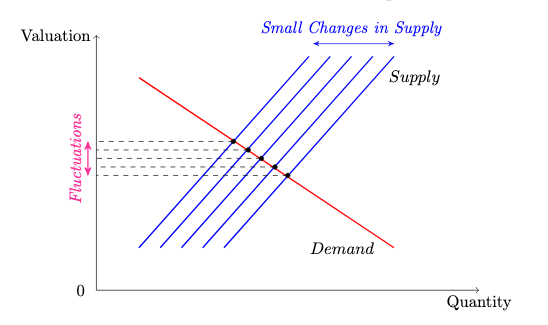 Small Changes in Supply
Valuation
Supply
Fluctuations
Demand
0
Quantity